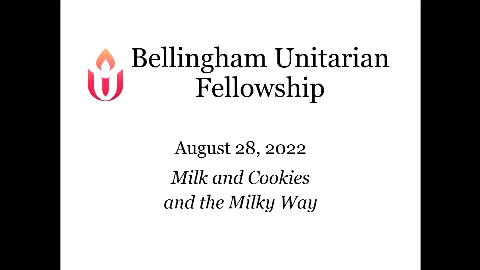 Bellingham Unitarian
Fellowship
August 28, 2022
Milk and Cookies
and the Milky Way